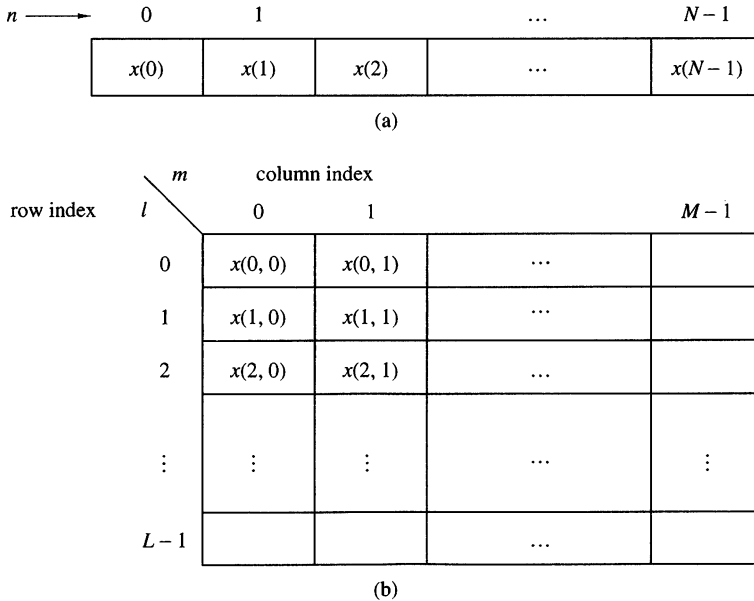 n 0 1 ... N – 1
x(0) x(1) x(2) ... x(N – 1)
(a)
m column index
row index l 0 1 M – 1
0 x(0, 0) x(0, 1) ...
1 x(1, 0) x(1, 1) ...
2 x(2, 0) x(2, 1) ...
⋮ ⋮ ⋮ ... ⋮
L – 1 ...
(b)